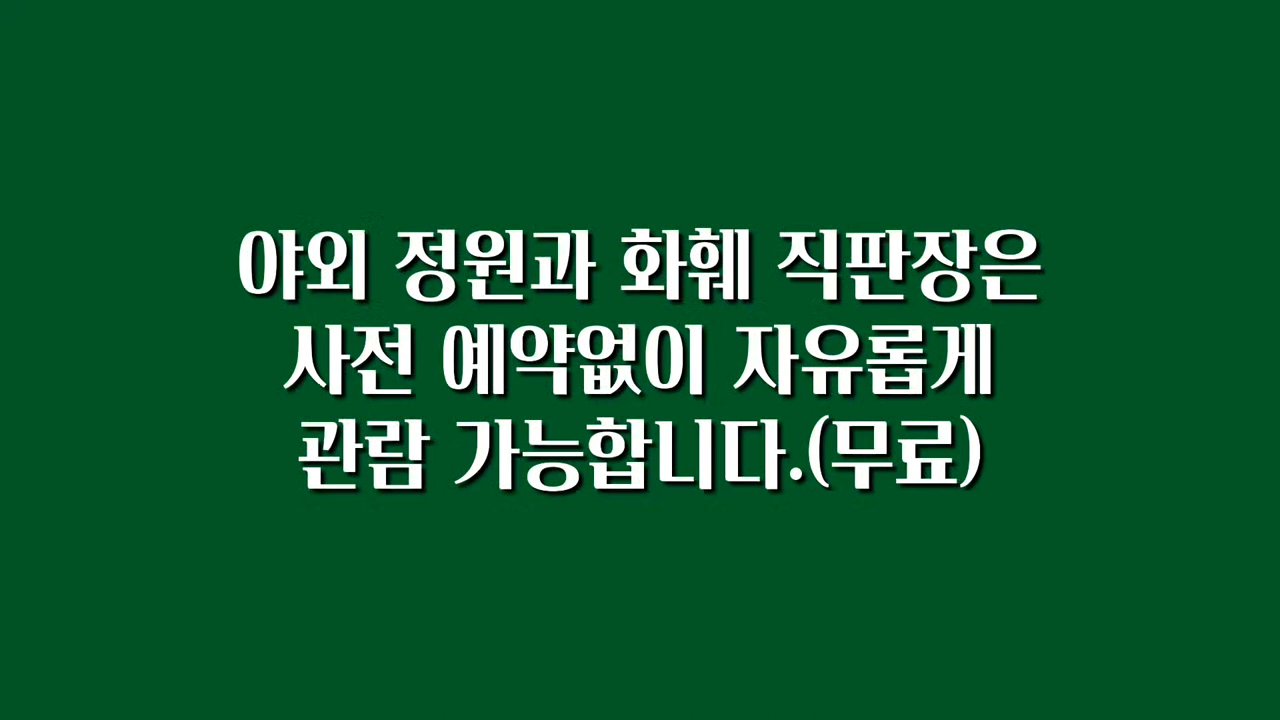 야외 정원과 화훼 직판장은
사전 예약없이 자유롭게
관람 가능합니다.(무료)